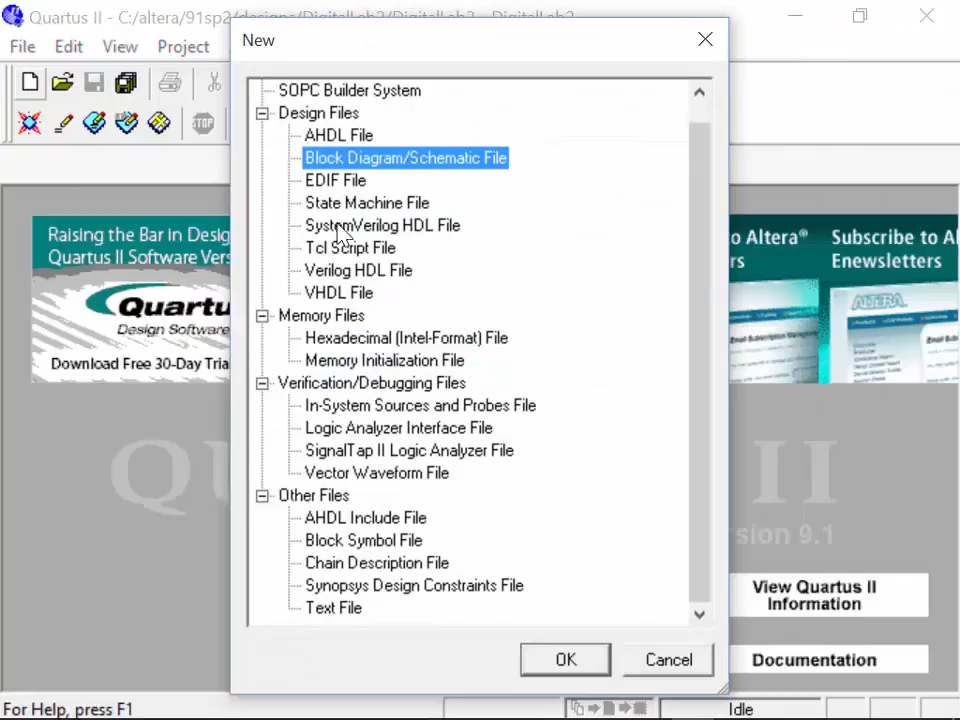 Quartus II - C:/altera/91sp2/designs/DigitalLab2/DigitalLab2 - DigitalLab2
File Edit View Project
New
SOPC Builder System
Design Files
AHDL File
Block Diagram/Schematic File
EDIF File
State Machine File
SystemVerilog HDL File
Tcl Script File
Verilog HDL File
VHDL File
Memory Files
Hexadecimal (Intel-Format) File
Memory Initialization File
Verification/Debugging Files
In-System Sources and Probes File
Logic Analyzer Interface File
SignalTap II Logic Analyzer File
Vector Waveform File
Other Files
AHDL Include File
Block Symbol File
Chain Description File
Synopsys Design Constraints File
Text File
OK Cancel
STOP
Raising the Bar in Desig
Quartus II Software Vers
Quartu
Design Software
Download Free 30-Day Tria
to Altera®
rs
Subscribe to Al
Enewsletters
ALTERA
QU II
sion 9.1
View Quartus II
Information
Documentation
For Help, press F1
Idle